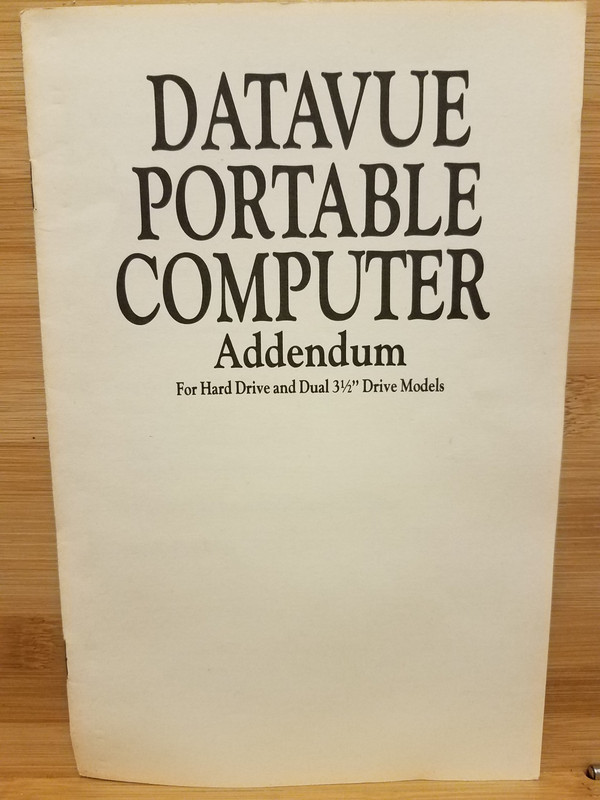 DATAVUE
PORTABLE
COMPUTER
Addendum
For Hard Drive and Dual 3½” Drive Models